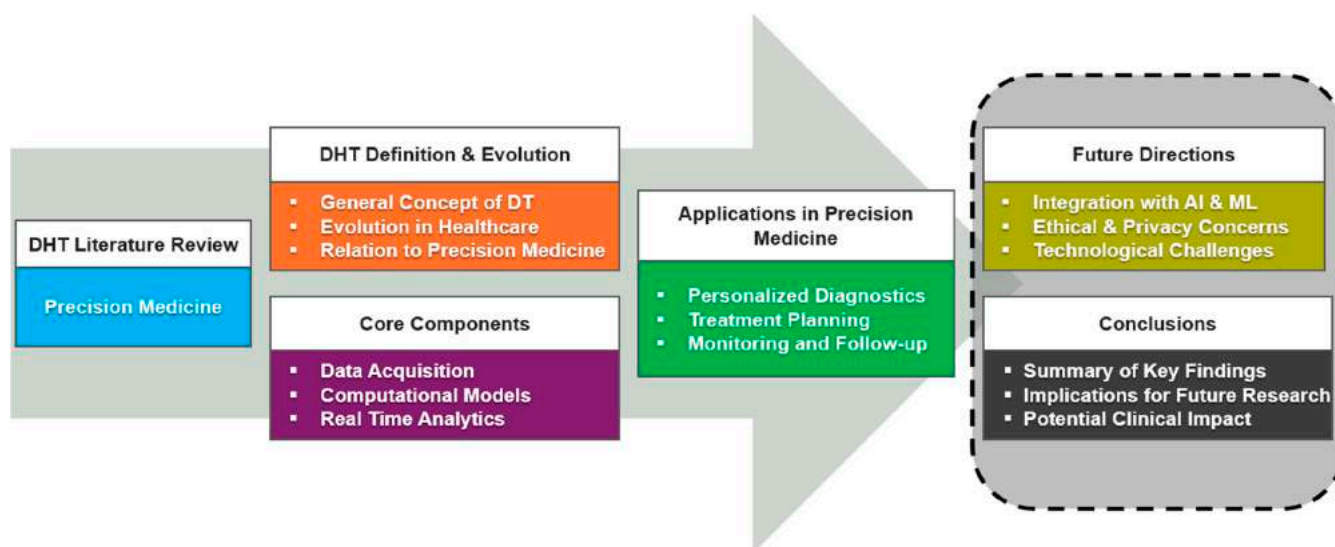 DHT Literature Review
Precision Medicine
DHT Definition & Evolution
▪ General Concept of DT
▪ Evolution in Healthcare
▪ Relation to Precision Medicine
Core Components
▪ Data Acquisition
▪ Computational Models
▪ Real Time Analytics
Applications in Precision
Medicine
▪ Personalized Diagnostics
▪ Treatment Planning
▪ Monitoring and Follow-up
Future Directions
▪ Integration with AI & ML
▪ Ethical & Privacy Concerns
▪ Technological Challenges
Conclusions
▪ Summary of Key Findings
▪ Implications for Future Research
▪ Potential Clinical Impact